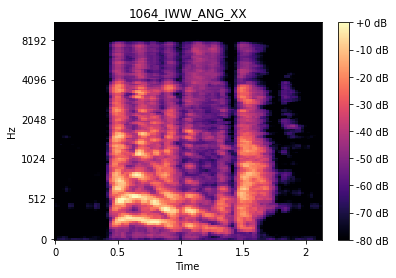 1064_IWW_ANG_XX
+0 dB
8192
-10 dB
4096
-20 dB
-30 dB
2048
Hz
-40 dB
1024
-50 dB
512
-60 dB
-70 dB
0
-80 dB
0
0.5
1
1.5
2
Time